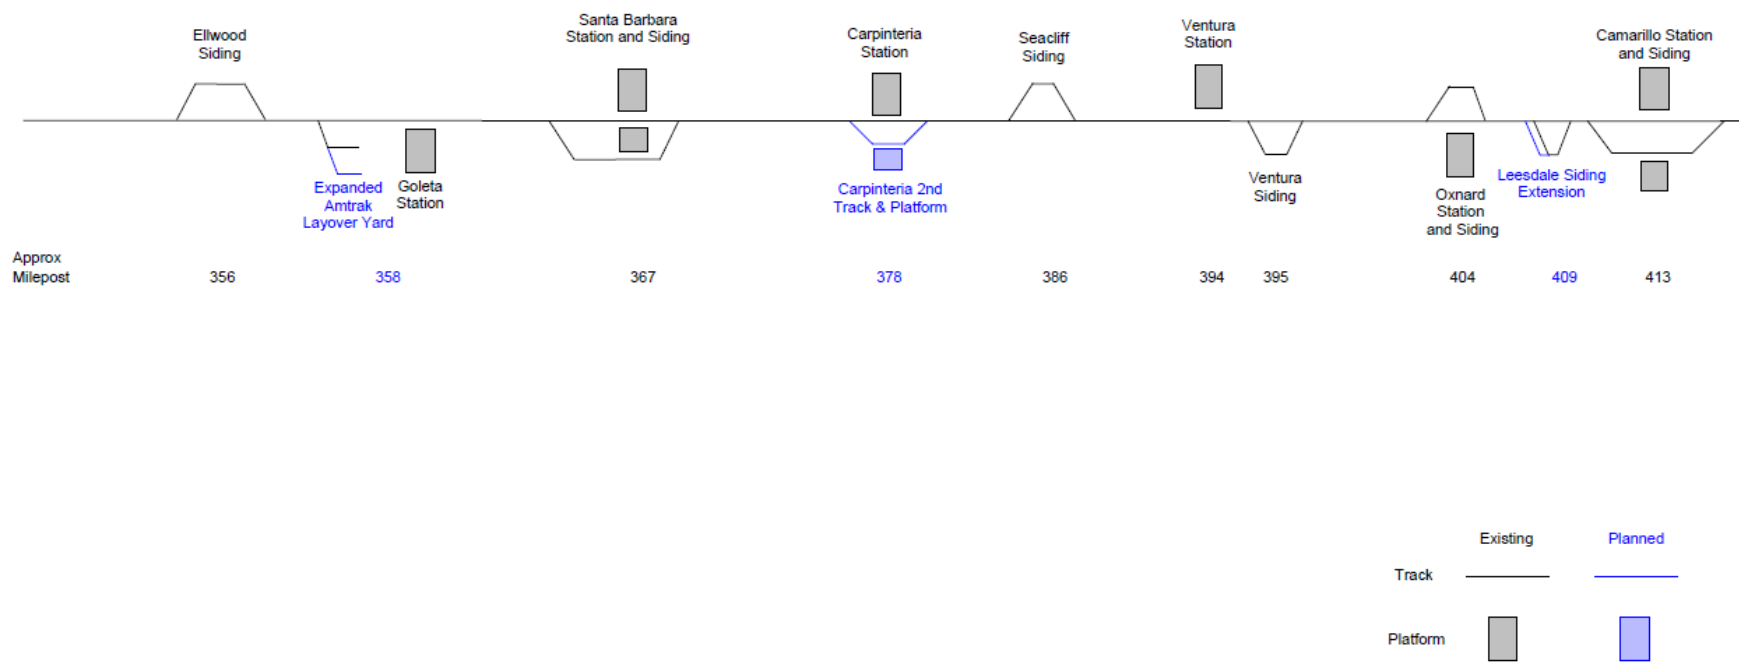 Ellwood
Siding
Santa Barbara
Station and Siding
Carpinteria
Station
Seacliff
Siding
Ventura
Station
Camarillo Station
and Siding
Expanded
Amtrak
Layover Yard
Goleta
Station
Carpinteria 2nd
Track & Platform
Ventura
Siding
Oxnard
Station
and Siding
Leesdale Siding
Extension
Approx
Milepost
356
358
367
378
386
394
395
404
409
413
Existing
Planned
Track
Platform